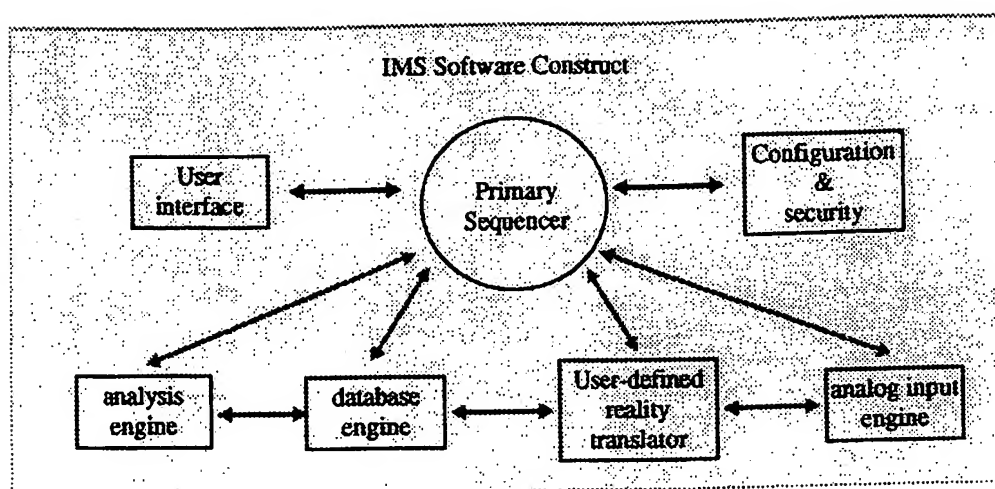 IMS Software Construct
User
interface
Primary
Sequencer
Configuration
&
security
analysis
engine
database
engine
User-defined
reality
translator
analog input
engine